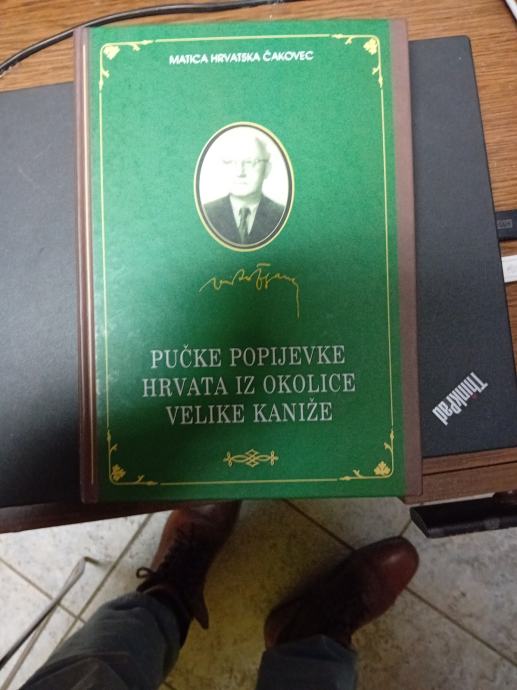 MATICA HRVATSKA ČAKOVEC
PUČKE POPIJEVKE
HRVATA IZ OKOLICE
VELIKE KANIŽE
ThinkPad